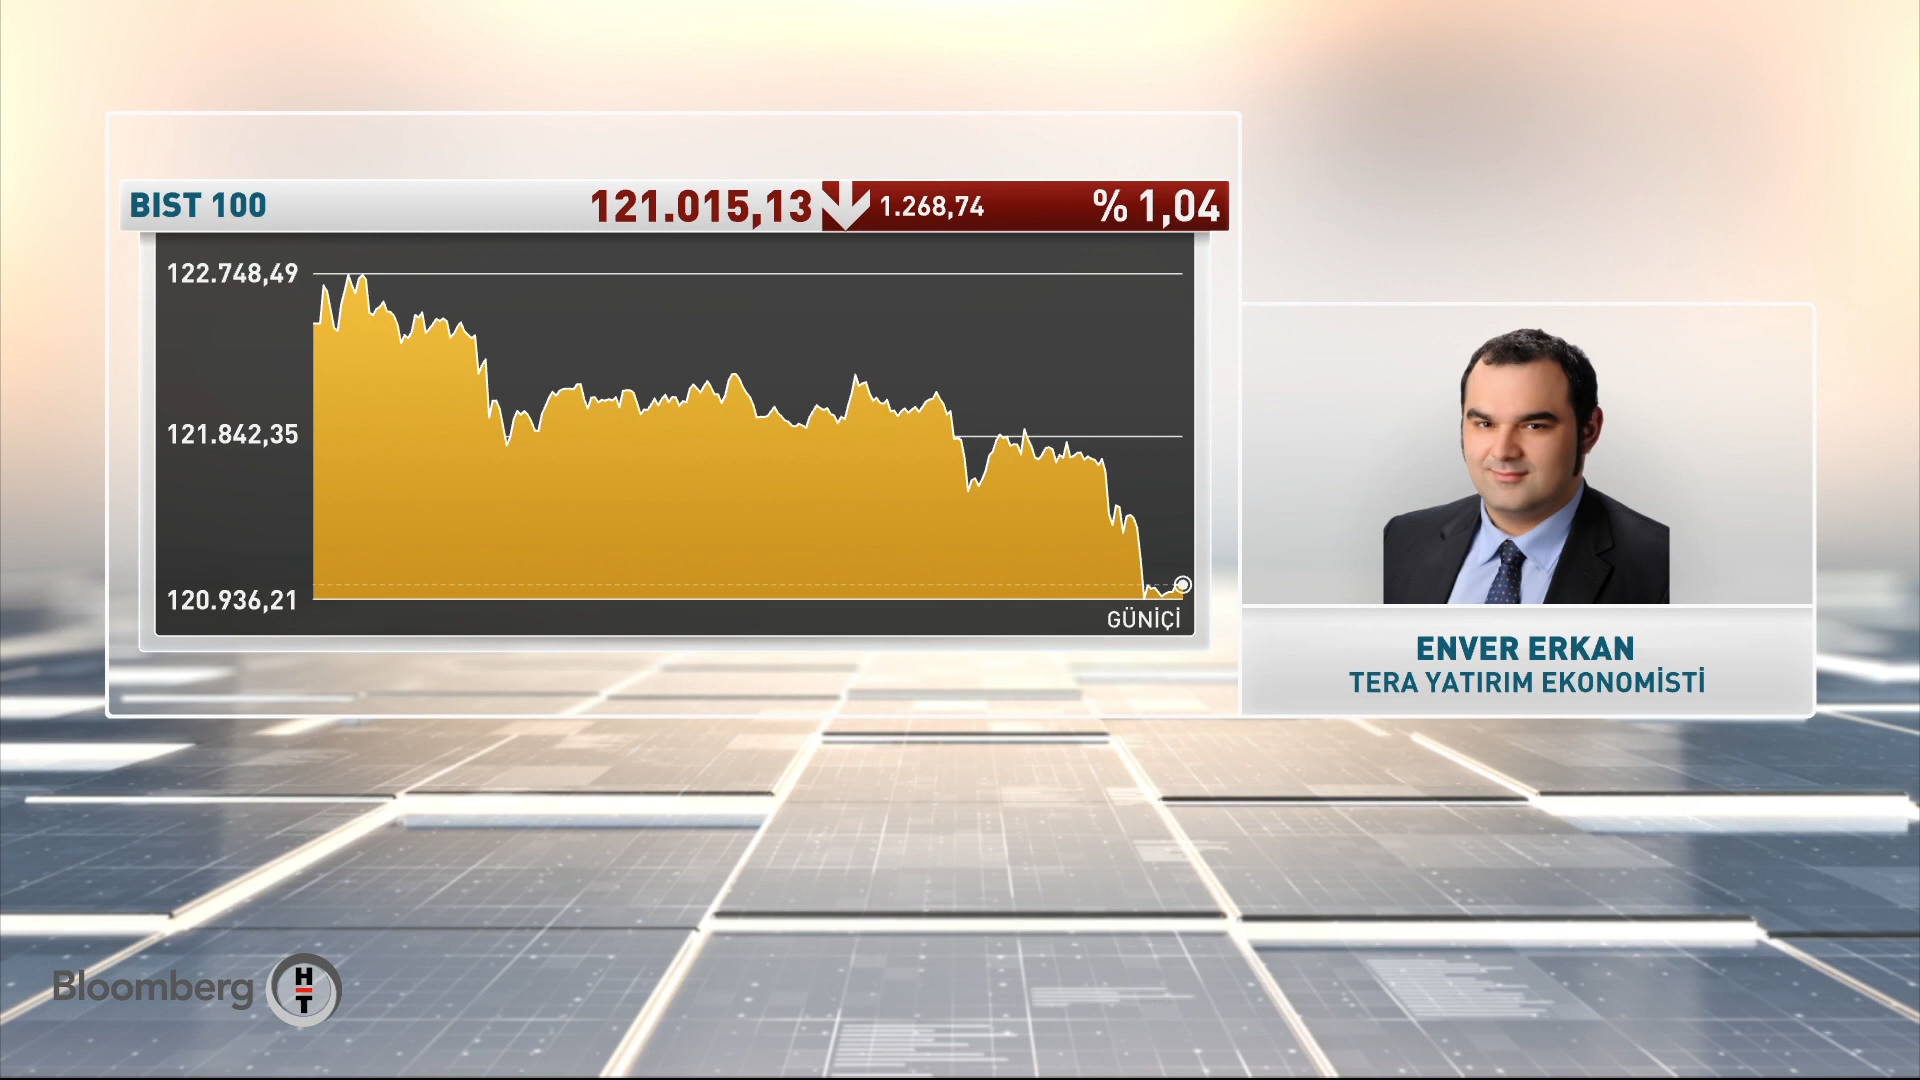 BIST 100
121.015,13
1.268,74
% 1,04
122.748,49
121.842,35
120.936,21
GÜNİÇİ
ENVER ERKAN
TERA YATIRIM EKONOMİSTİ
Bloomberg HT